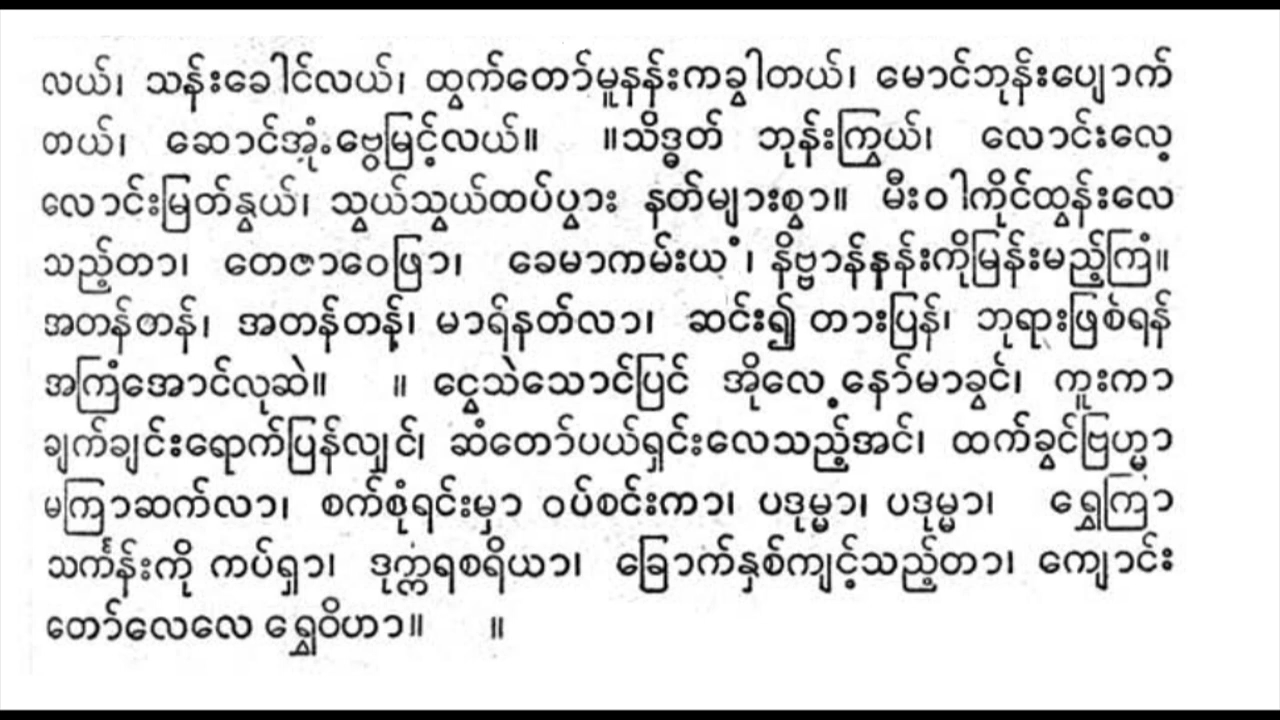 လယ်၊ သန်းခေါင်လယ်၊ ထွက်တော်မူနန်းကခွါတယ်၊ မောင်ဘုန်းပျောက်
တယ်၊ ဆောင်အုံ့ဗွေမြင့်လယ်။ ။သိဒ္ဓတ် ဘုန်းကြွယ်၊ လောင်းလေ့
လောင်းမြတ်နွယ်၊ သွယ်သွယ်ထပ်ပွား နတ်များစွာ။ မီးဝါကိုင်ထွန်းလေ
သည့်တာ၊ တေဇာဝေဖြာ၊ ခေမာကမ်းယံ၊ နိဗ္ဗာန်နန်းကိုမြန်းမည့်ကြံ။
အတန်တန်၊ အတန်တန်၊ မာရ်နတ်လာ၊ ဆင်း၍ တားပြန်၊ ဘုရားဖြစ်ရန်
အကြံအောင်လုဆဲ။ ။ ငွေသဲသောင်ပြင် အိုလေ့ နော်မာခွင်၊ ကူးကာ
ချက်ချင်းရောက်ပြန်လျှင်၊ ဆံတော်ပယ်ရှင်းလေသည့်အင်၊ ထက်ခွင်ဗြဟ္မာ
မကြာဆက်လာ၊ စက်စုံရင်းမှာ ဝပ်စင်းကာ၊ ပဒုမ္မာ၊ ပဒုမ္မာ၊ ရွှေကြာ
သင်္ကန်းကို ကပ်ရှာ၊ ဒုက္ကရစရိယာ၊ ခြောက်နှစ်ကျင့်သည့်တာ၊ ကျောင်း
တော်လေလေ ရွှေဝိဟာ။ ။